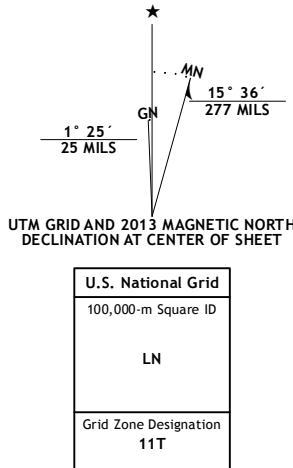 ★
MN
GN
15° 36´
277 MILS
1° 25´
25 MILS
UTM GRID AND 2013 MAGNETIC NORTH
DECLINATION AT CENTER OF SHEET
U.S. National Grid
100,000-m Square ID
LN
Grid Zone Designation
11T